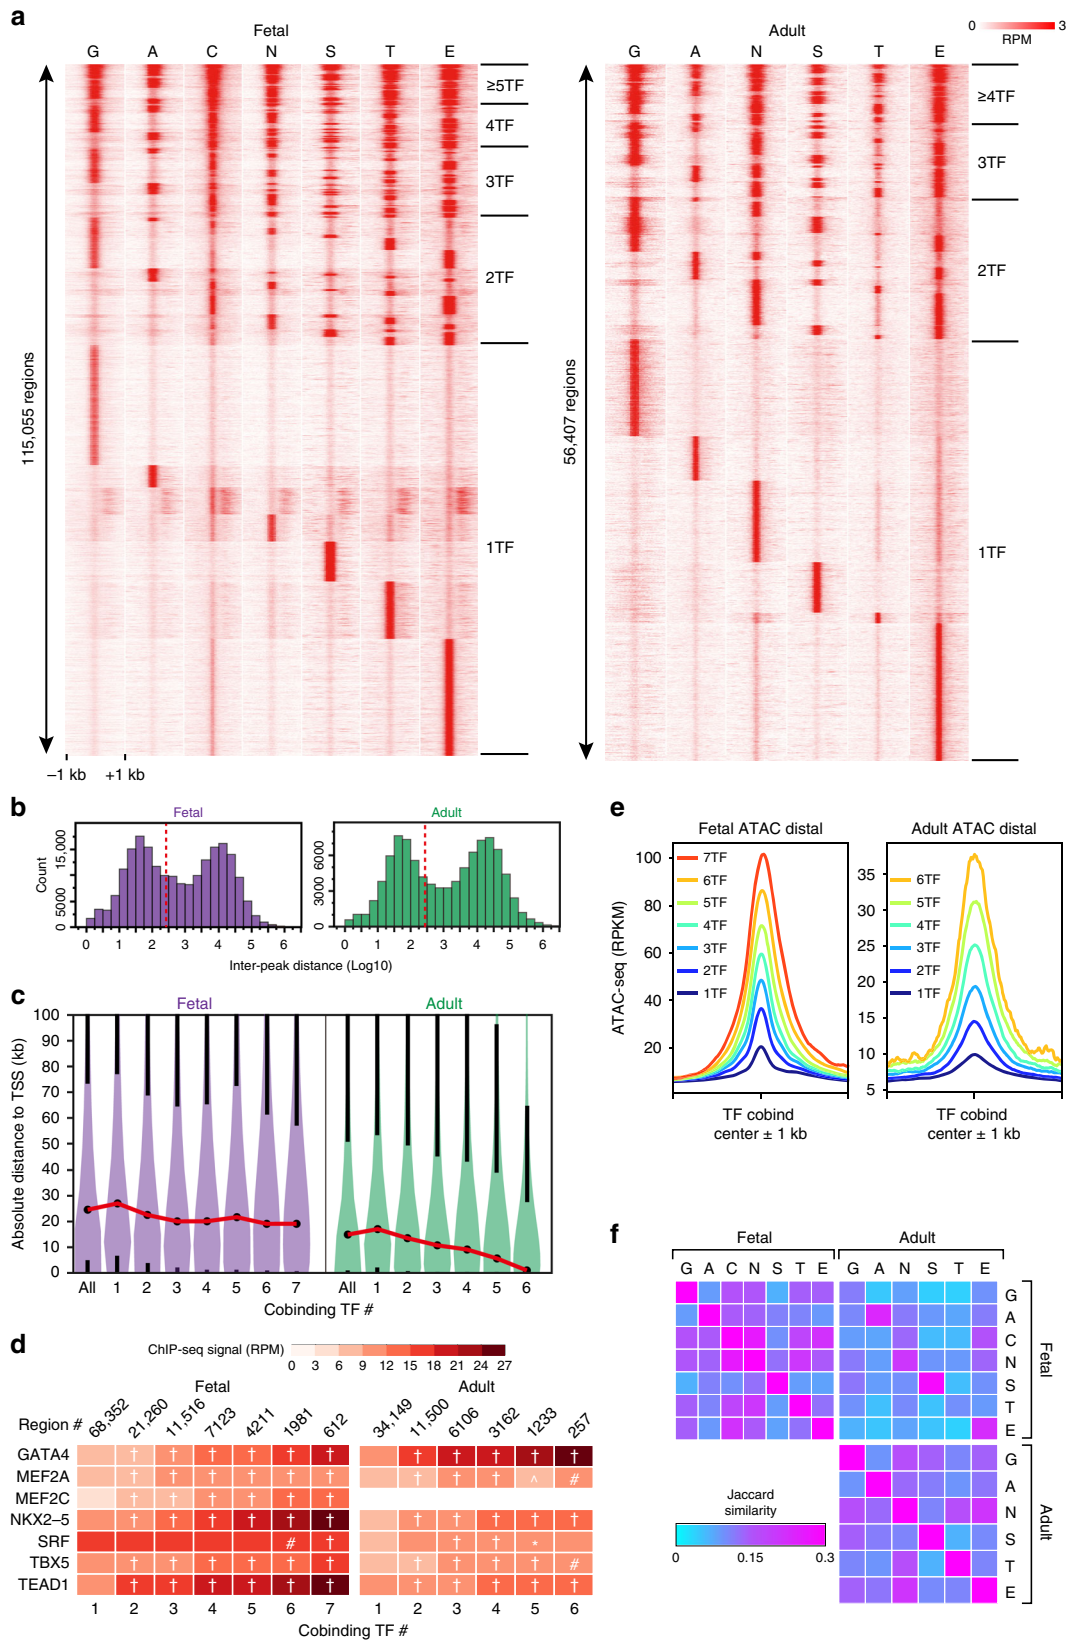 a
Fetal
G A C N S T E
≥5TF
4TF
3TF
2TF
1TF
115,055 regions
–1 kb +1 kb
Adult
G A N S T E
0 3
RPM
≥4TF
3TF
2TF
1TF
56,407 regions
b
Fetal
Count
15,000
5000
0
0 1 2 3 4 5 6
Adult
6000
3000
0
0 1 2 3 4 5 6
Inter-peak distance (Log10)
c
Fetal Adult
Absolute distance to TSS (kb)
100
90
80
70
60
50
40
30
20
10
0
All 1 2 3 4 5 6 7 All 1 2 3 4 5 6
Cobinding TF #
d
ChIP-seq signal (RPM)
0 3 6 9 12 15 18 21 24 27
Fetal Adult
Region # 68,352 21,260 11,516 7123 4211 1981 612 34,149 11,500 6106 3162 1233 257
GATA4 † † † † † † † † † † †
MEF2A † † † † † † † † † ^ #
MEF2C † † † † † †
NKX2–5 † † † † † † † † † † †
SRF # † † † *
TBX5 † † † † † † † † † † #
TEAD1 † † † † † † † † † † †
1 2 3 4 5 6 7 1 2 3 4 5 6
Cobinding TF #
e
Fetal ATAC distal
ATAC-seq (RPKM)
100
80
60
40
20
7TF
6TF
5TF
4TF
3TF
2TF
1TF
TF cobind
center ± 1 kb
Adult ATAC distal
35
30
25
20
15
10
5
6TF
5TF
4TF
3TF
2TF
1TF
TF cobind
center ± 1 kb
f
Fetal Adult
G A C N S T E G A N S T E
G
A
C
N
S
T
E
Fetal
G
A
N
S
T
E
Adult
Jaccard
similarity
0 0.15 0.3